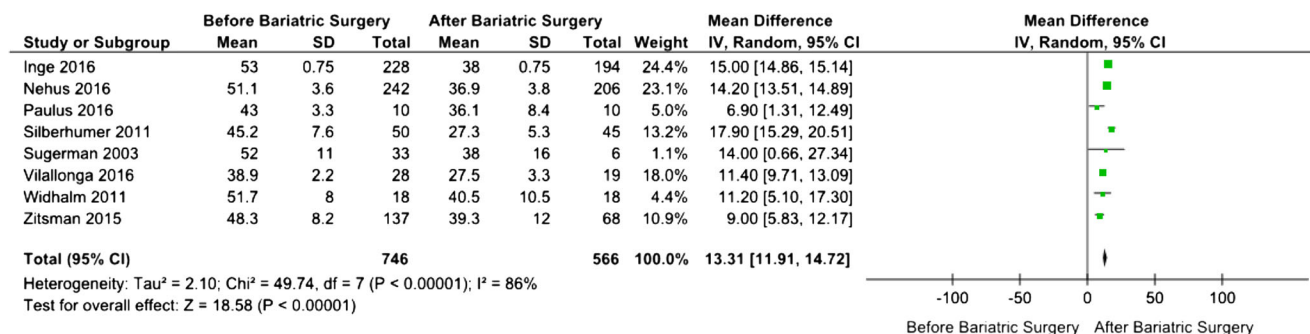 Before Bariatric Surgery After Bariatric Surgery Mean Difference Mean Difference
Study or Subgroup Mean SD Total Mean SD Total Weight IV, Random, 95% CI IV, Random, 95% CI
Inge 2016 53 0.75 228 38 0.75 194 24.4% 15.00 [14.86, 15.14]
Nehus 2016 51.1 3.6 242 36.9 3.8 206 23.1% 14.20 [13.51, 14.89]
Paulus 2016 43 3.3 10 36.1 8.4 10 5.0% 6.90 [1.31, 12.49]
Silberhumer 2011 45.2 7.6 50 27.3 5.3 45 13.2% 17.90 [15.29, 20.51]
Sugerman 2003 52 11 33 38 16 6 1.1% 14.00 [0.66, 27.34]
Vilallonga 2016 38.9 2.2 28 27.5 3.3 19 18.0% 11.40 [9.71, 13.09]
Widhalm 2011 51.7 8 18 40.5 10.5 18 4.4% 11.20 [5.10, 17.30]
Zitsman 2015 48.3 8.2 137 39.3 12 68 10.9% 9.00 [5.83, 12.17]
Total (95% CI) 746 566 100.0% 13.31 [11.91, 14.72]
Heterogeneity: Tau² = 2.10; Chi² = 49.74, df = 7 (P < 0.00001); I² = 86%
Test for overall effect: Z = 18.58 (P < 0.00001)
-100 -50 0 50 100
Before Bariatric Surgery After Bariatric Surgery